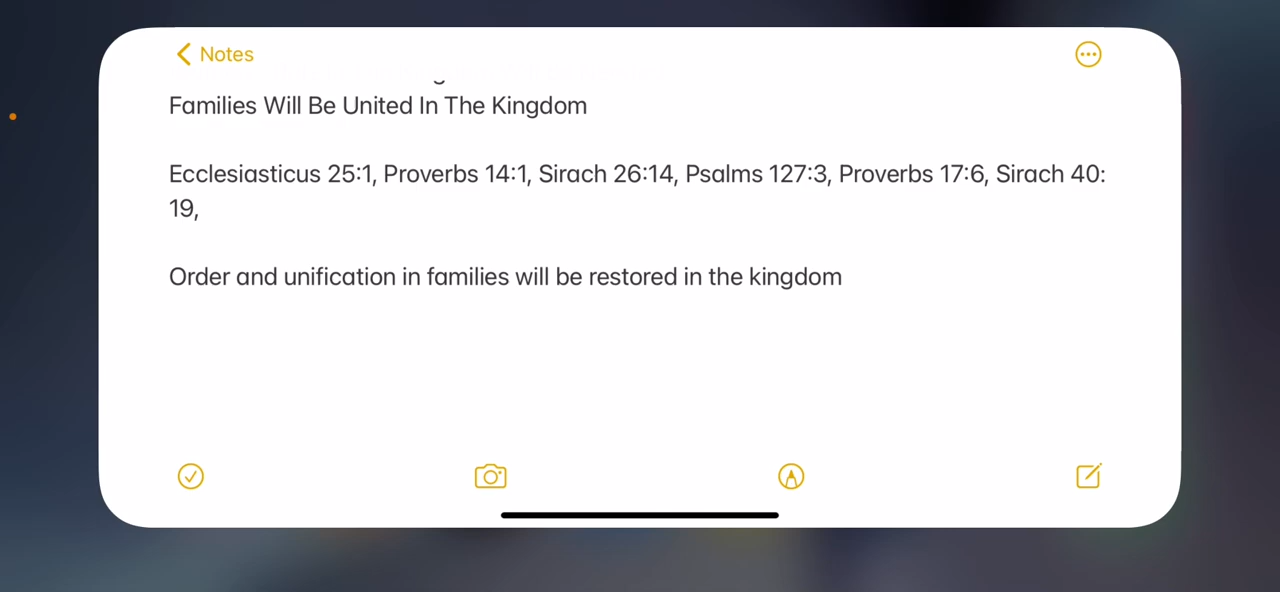 Notes
Families Will Be United In The Kingdom
Ecclesiasticus 25:1, Proverbs 14:1, Sirach 26:14, Psalms 127:3, Proverbs 17:6, Sirach 40:
19,
Order and unification in families will be restored in the kingdom